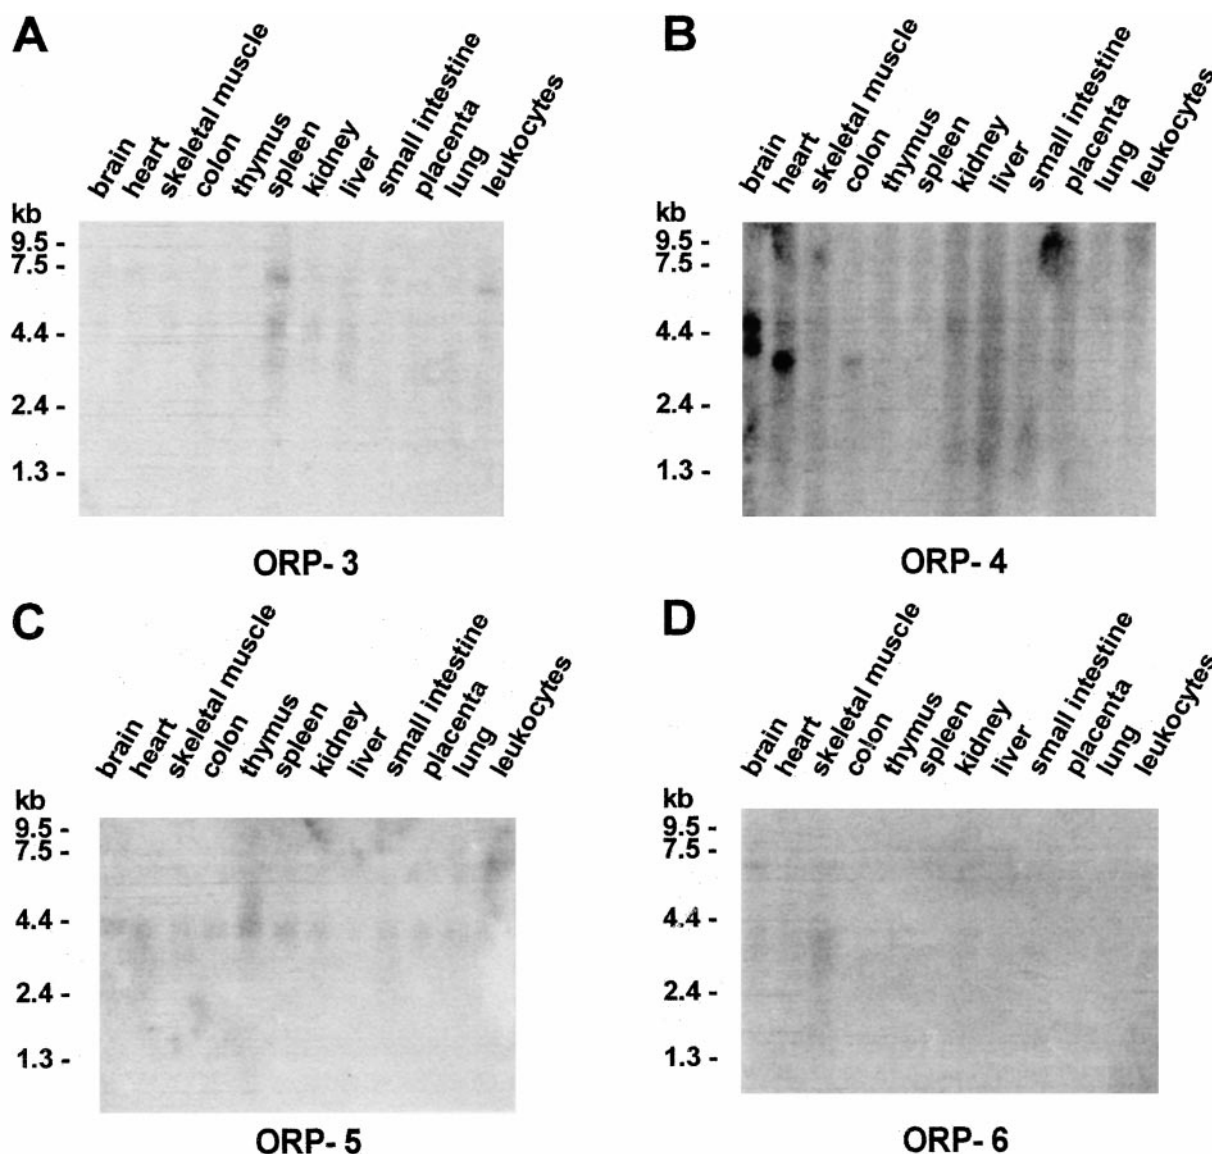 A
brain
heart
skeletal muscle
colon
thymus
spleen
kidney
liver
small intestine
placenta
lung
leukocytes
kb
9.5 -
7.5 -
4.4 -
2.4 -
1.3 -
ORP- 3
B
brain
heart
skeletal muscle
colon
thymus
spleen
kidney
liver
small intestine
placenta
lung
leukocytes
kb
9.5 -
7.5 -
4.4 -
2.4 -
1.3 -
ORP- 4
C
brain
heart
skeletal muscle
colon
thymus
spleen
kidney
liver
small intestine
placenta
lung
leukocytes
kb
9.5 -
7.5 -
4.4 -
2.4 -
1.3 -
ORP- 5
D
brain
heart
skeletal muscle
colon
thymus
spleen
kidney
liver
small intestine
placenta
lung
leukocytes
kb
9.5 -
7.5 -
4.4 -
2.4 -
1.3 -
ORP- 6